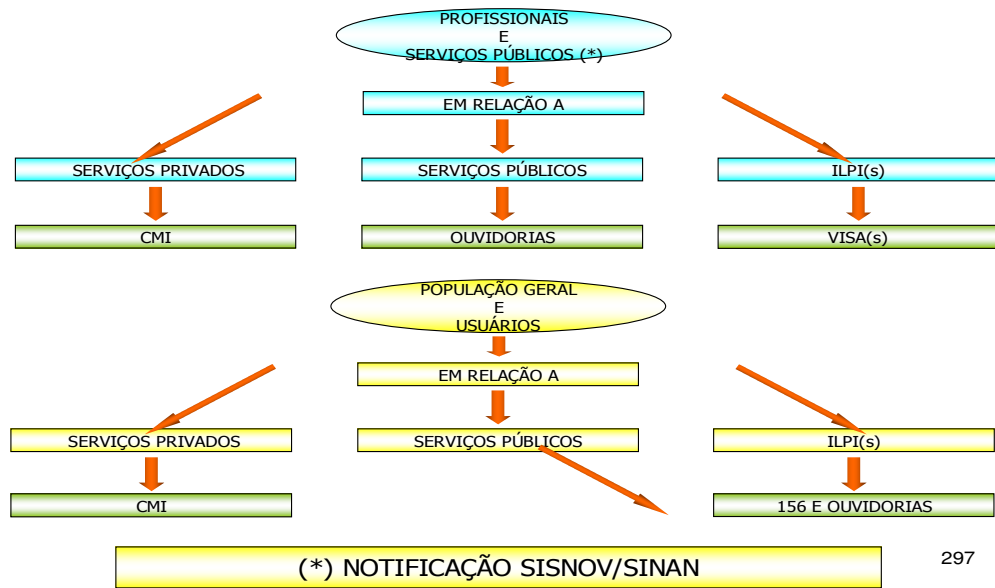 PROFISSIONAIS
E
SERVIÇOS PÚBLICOS (*)
EM RELAÇÃO A
SERVIÇOS PRIVADOS
SERVIÇOS PÚBLICOS
ILPI(s)
CMI
OUVIDORIAS
VISA(s)
POPULAÇÃO GERAL
E
USUÁRIOS
EM RELAÇÃO A
SERVIÇOS PRIVADOS
SERVIÇOS PÚBLICOS
ILPI(s)
CMI
156 E OUVIDORIAS
(*) NOTIFICAÇÃO SISNOV/SINAN
297